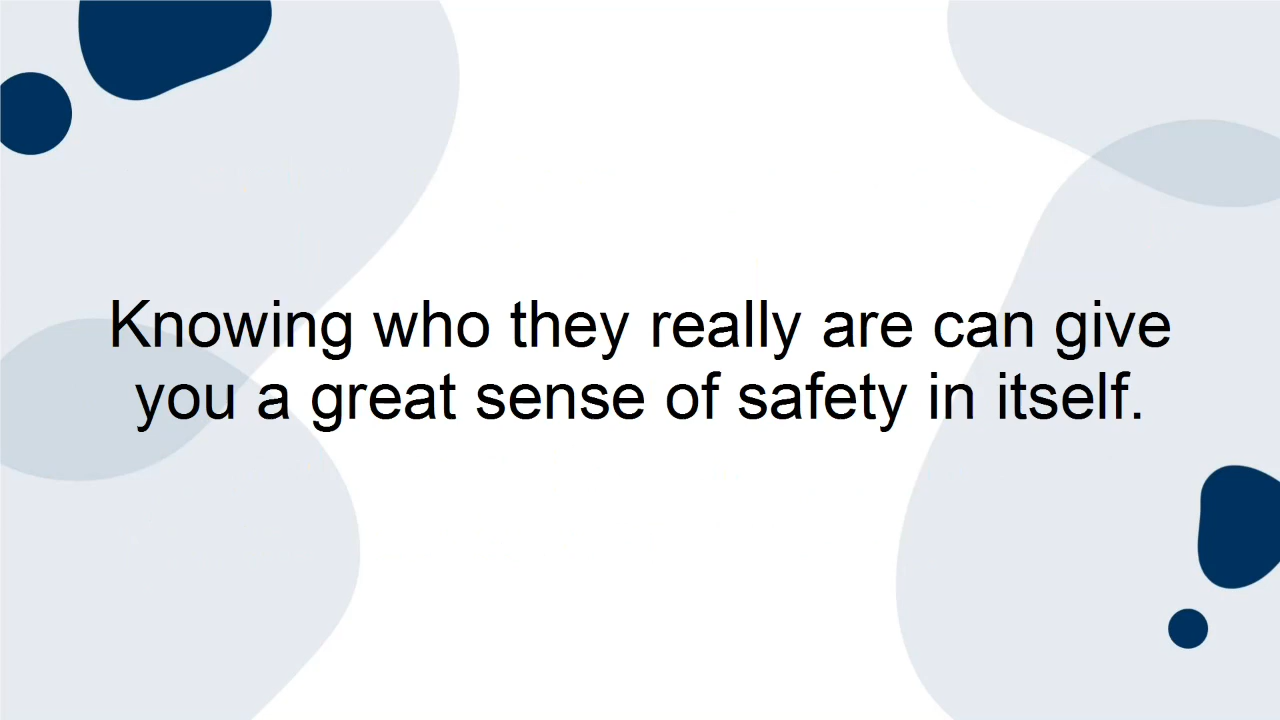 Knowing who they really are can give
you a great sense of safety in itself.